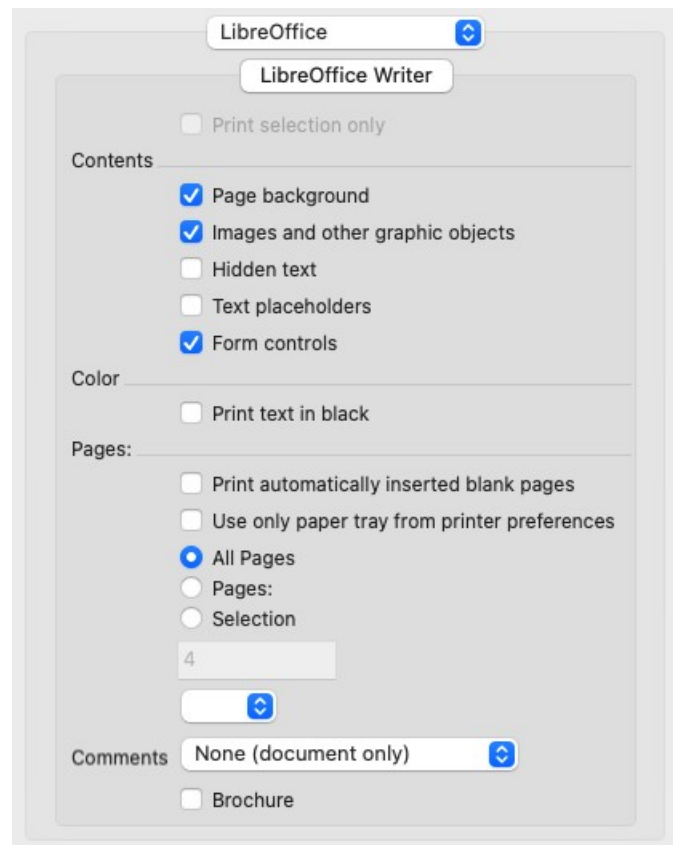 LibreOffice
LibreOffice Writer
Print selection only
Contents
Page background
Images and other graphic objects
Hidden text
Text placeholders
Form controls
Color
Print text in black
Pages:
Print automatically inserted blank pages
Use only paper tray from printer preferences
All Pages
Pages:
Selection
4
Comments None (document only)
Brochure